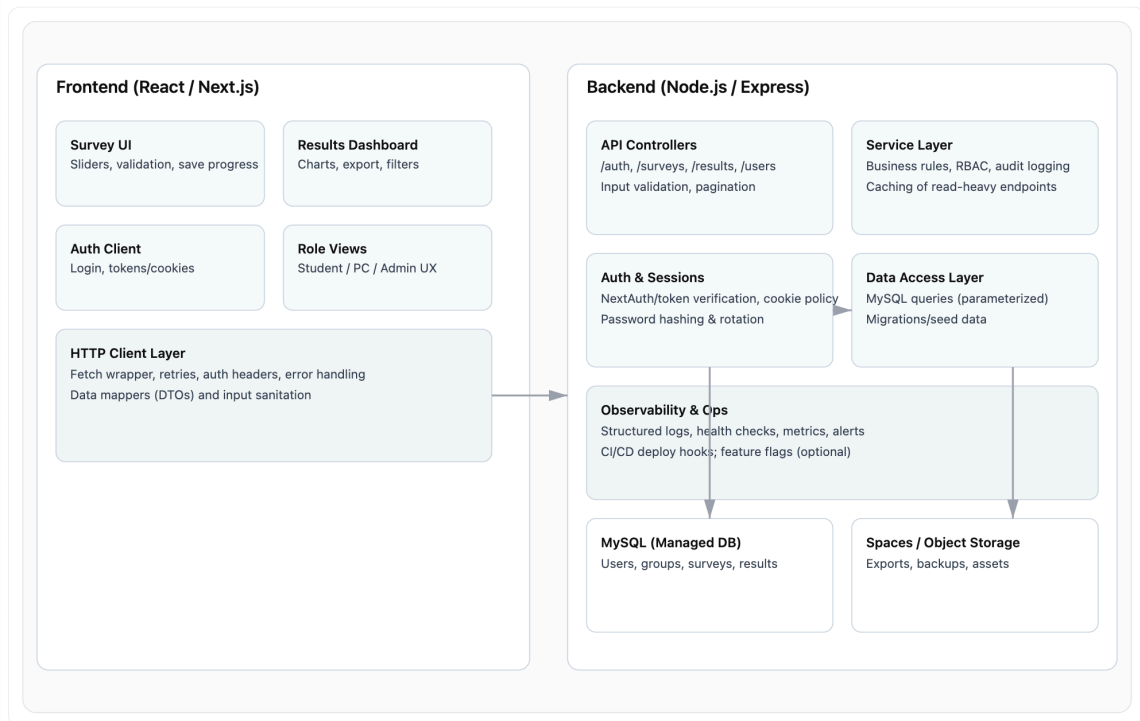 Frontend (React / Next.js)
Survey UI
Sliders, validation, save progress
Results Dashboard
Charts, export, filters
Auth Client
Login, tokens/cookies
Role Views
Student / PC / Admin UX
HTTP Client Layer
Fetch wrapper, retries, auth headers, error handling
Data mappers (DTOs) and input sanitation
Backend (Node.js / Express)
API Controllers
/auth, /surveys, /results, /users
Input validation, pagination
Service Layer
Business rules, RBAC, audit logging
Caching of read-heavy endpoints
Auth & Sessions
NextAuth/token verification, cookie policy
Password hashing & rotation
Data Access Layer
MySQL queries (parameterized)
Migrations/seed data
Observability & Ops
Structured logs, health checks, metrics, alerts
CI/CD deploy hooks; feature flags (optional)
MySQL (Managed DB)
Users, groups, surveys, results
Spaces / Object Storage
Exports, backups, assets